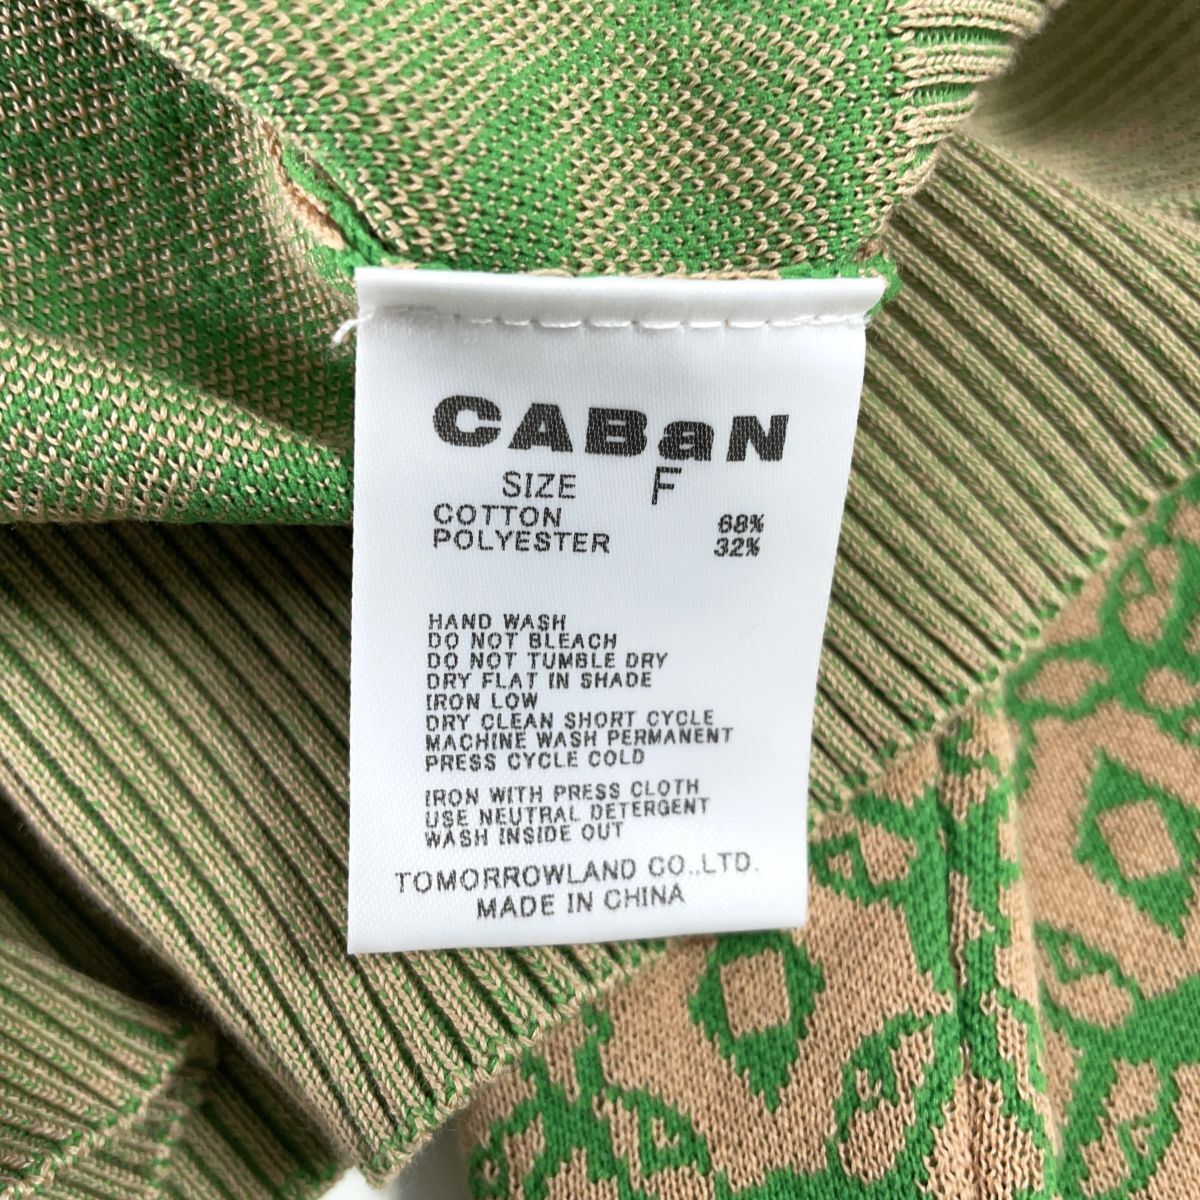 CABaN
SIZE F
COTTON 68%
POLYESTER 32%
HAND WASH
DO NOT BLEACH
DO NOT TUMBLE DRY
DRY FLAT IN SHADE
IRON LOW
DRY CLEAN SHORT CYCLE
MACHINE WASH PERMANENT
PRESS CYCLE COLD
IRON WITH PRESS CLOTH
USE NEUTRAL DETERGENT
WASH INSIDE OUT
TOMORROWLAND CO.,LTD.
MADE IN CHINA